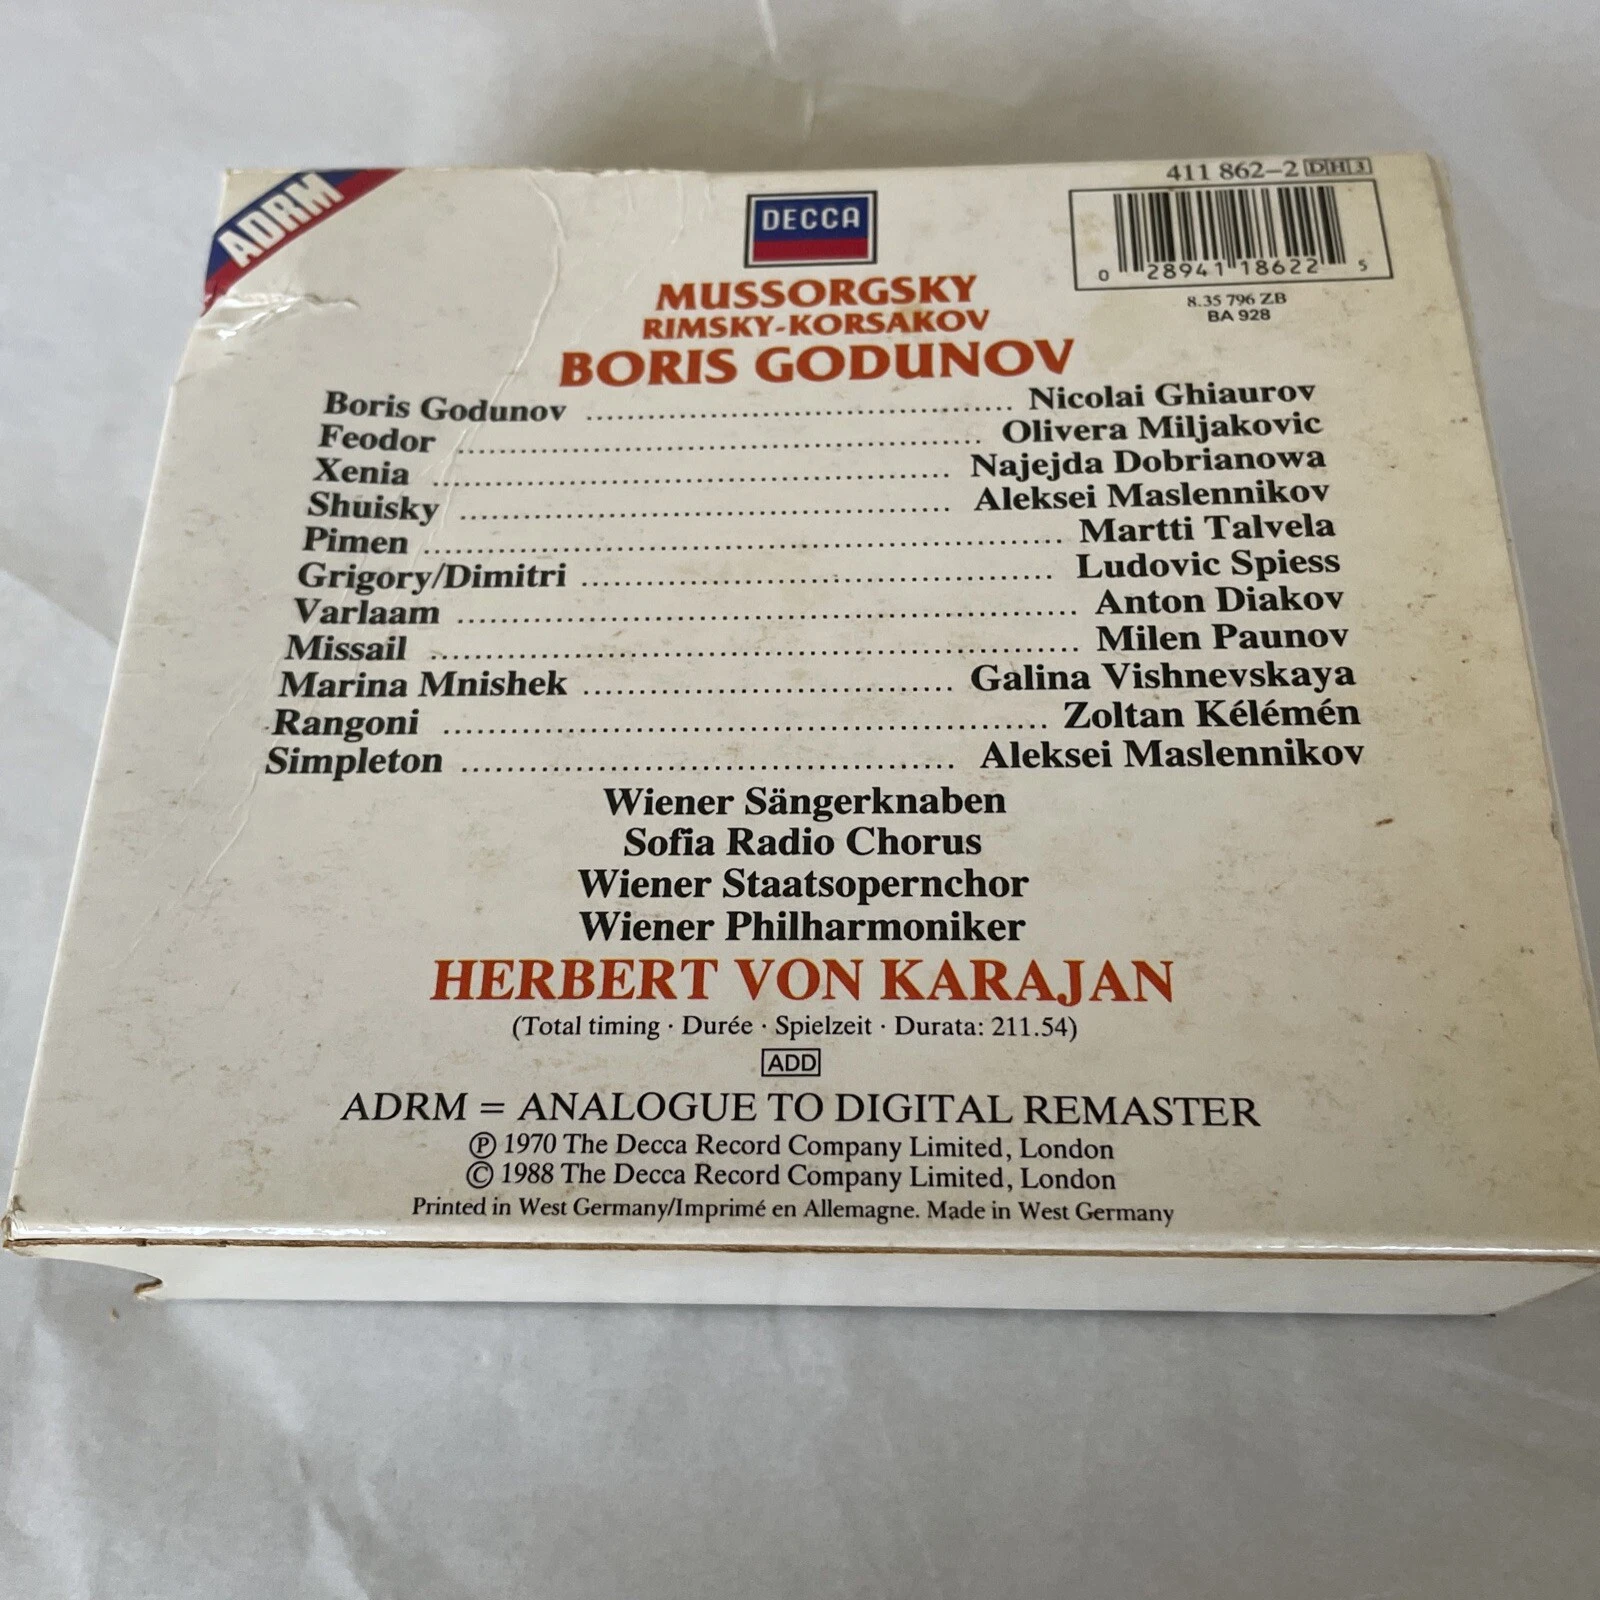 ADRM
411 862-2 DH3
DECCA
0 28941 18622 5
8.35 796 ZB
BA 928
MUSSORGSKY
RIMSKY-KORSAKOV
BORIS GODUNOV
Boris Godunov ........................................ Nicolai Ghiaurov
Feodor ........................................ Olivera Miljakovic
Xenia ........................................ Najejda Dobrianowa
Shuisky ........................................ Aleksei Maslennikov
Pimen ........................................ Martti Talvela
Grigory/Dimitri ........................................ Ludovic Spiess
Varlaam ........................................ Anton Diakov
Missail ........................................ Milen Paunov
Marina Mnishek ........................................ Galina Vishnevskaya
Rangoni ........................................ Zoltan Kélémén
Simpleton ........................................ Aleksei Maslennikov
Wiener Sängerknaben
Sofia Radio Chorus
Wiener Staatsopernchor
Wiener Philharmoniker
HERBERT VON KARAJAN
(Total timing · Durée · Spielzeit · Durata: 211.54)
ADD
ADRM = ANALOGUE TO DIGITAL REMASTER
Ⓟ 1970 The Decca Record Company Limited, London
© 1988 The Decca Record Company Limited, London
Printed in West Germany/Imprimé en Allemagne. Made in West Germany